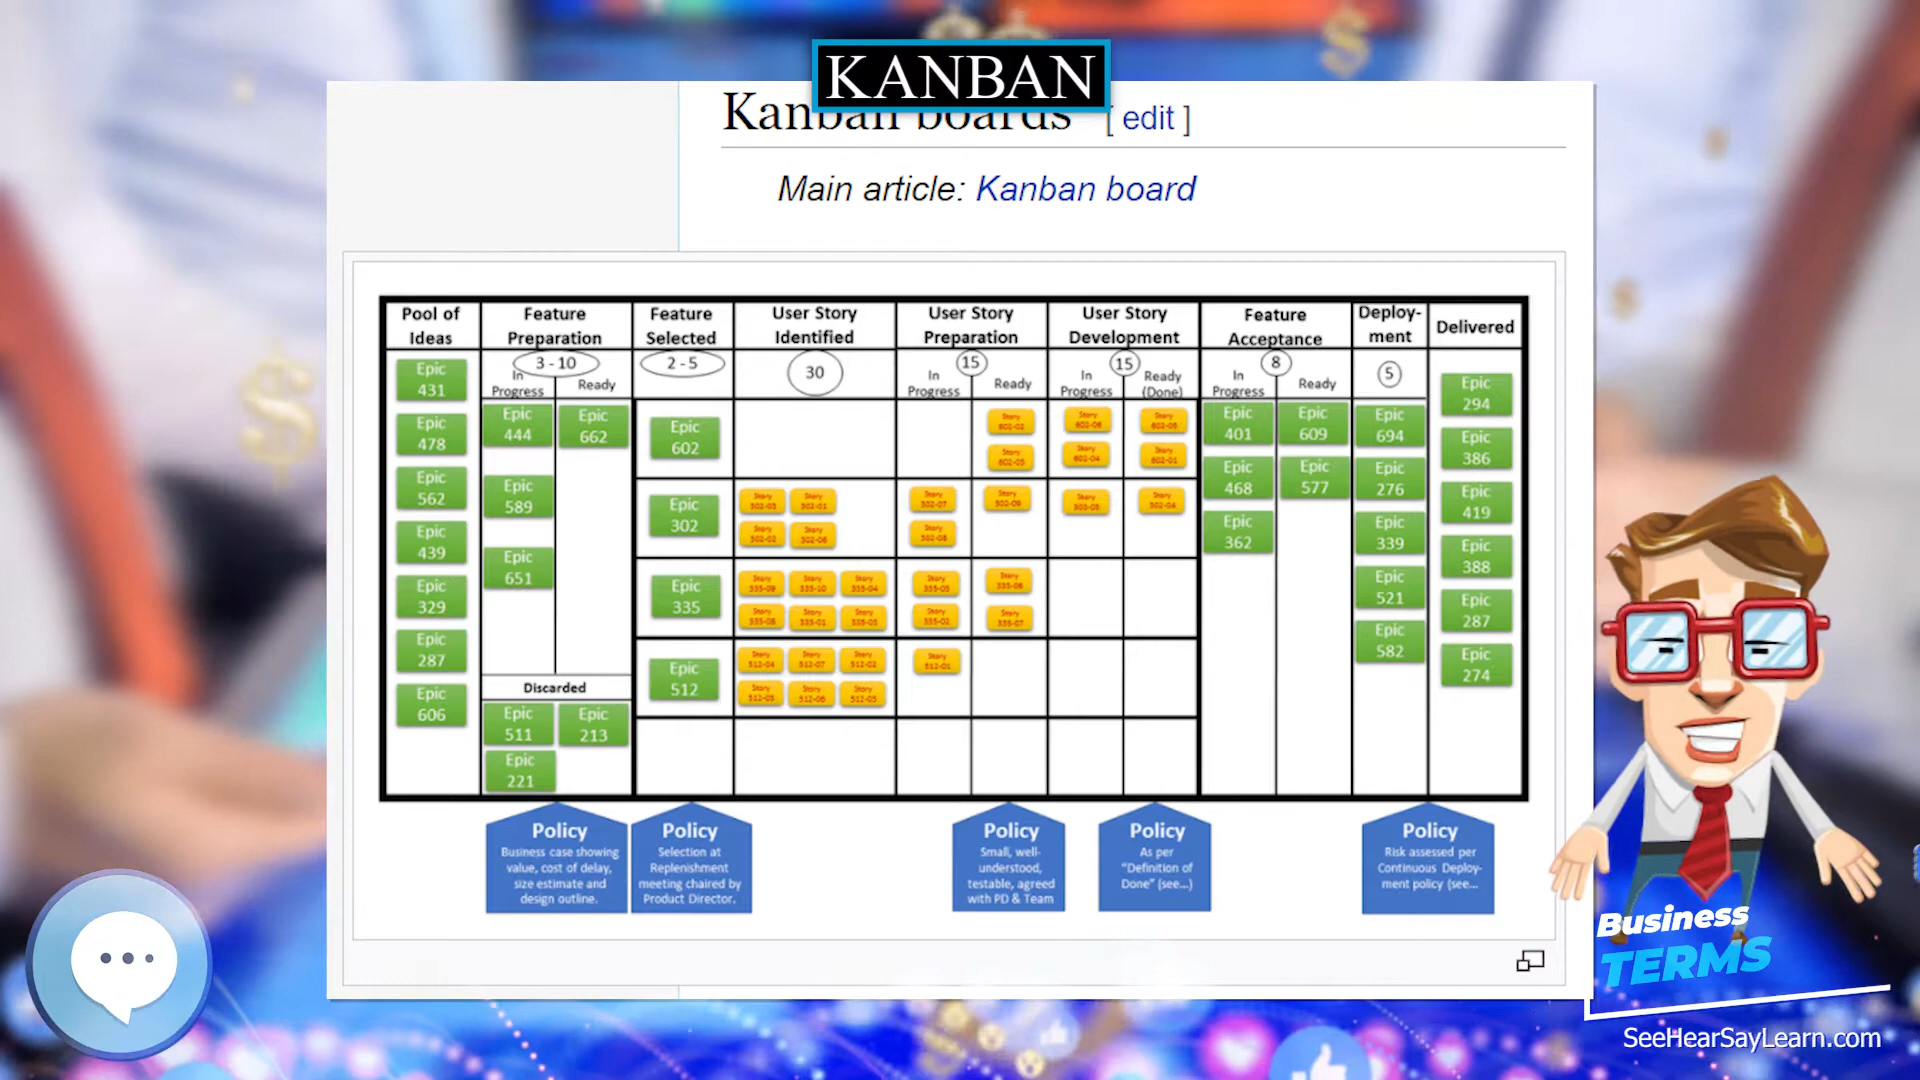 KANBAN
Kanban boards [ edit ]
Main article: Kanban board
Pool of Ideas
Feature Preparation
Feature Selected
User Story Identified
User Story Preparation
User Story Development
Feature Acceptance
Deploy-ment
Delivered
3 - 10
2 - 5
30
15
15
8
5
In Progress
Ready
In Progress
Ready
In Progress
Ready (Done)
In Progress
Ready
Epic 431
Epic 478
Epic 562
Epic 439
Epic 329
Epic 287
Epic 606
Epic 444
Epic 662
Epic 589
Epic 651
Discarded
Epic 511
Epic 213
Epic 221
Epic 602
Epic 302
Epic 335
Epic 512
Epic 401
Epic 609
Epic 468
Epic 577
Epic 362
Epic 694
Epic 276
Epic 339
Epic 521
Epic 582
Epic 294
Epic 386
Epic 419
Epic 388
Epic 287
Epic 274
Policy
Business case showing
value, cost of delay,
size estimate and
design outline.
Policy
Selection at
Replenishment
meeting chaired by
Product Director.
Policy
Small, well-
understood,
testable, agreed
with PD & Team
Policy
As per
“Definition of
Done” (see...)
Policy
Risk assessed per
Continuous Deploy-
ment policy (see...
Business
TERMS
SeeHearSayLearn.com